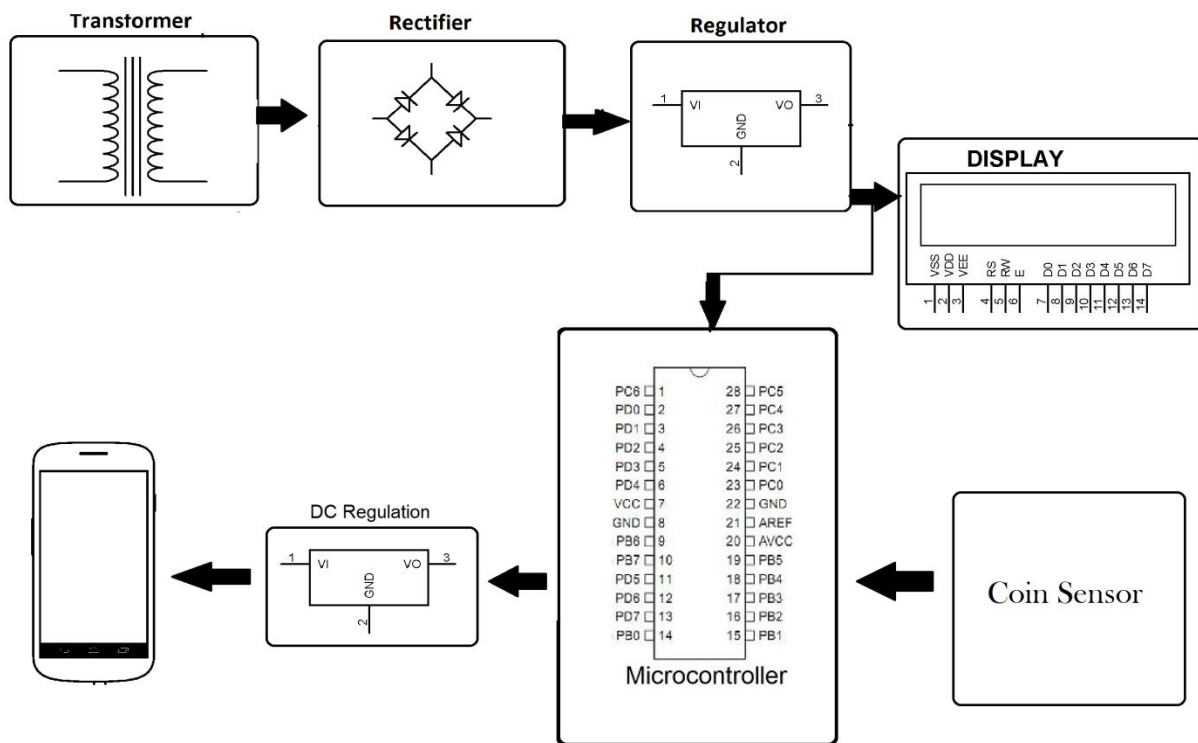 Transformer
Rectifier
Regulator
1 VI VO 3
GND
2
DISPLAY
VSS VDD VEE RS RW E D0 D1 D2 D3 D4 D5 D6 D7
1 2 3 4 5 6 7 8 9 10 11 12 13 14
PC6 1 28 PC5
PD0 2 27 PC4
PD1 3 26 PC3
PD2 4 25 PC2
PD3 5 24 PC1
PD4 6 23 PC0
VCC 7 22 GND
GND 8 21 AREF
PB6 9 20 AVCC
PB7 10 19 PB5
PD5 11 18 PB4
PD6 12 17 PB3
PD7 13 16 PB2
PB0 14 15 PB1
Microcontroller
DC Regulation
1 VI VO 3
GND
2
Coin Sensor